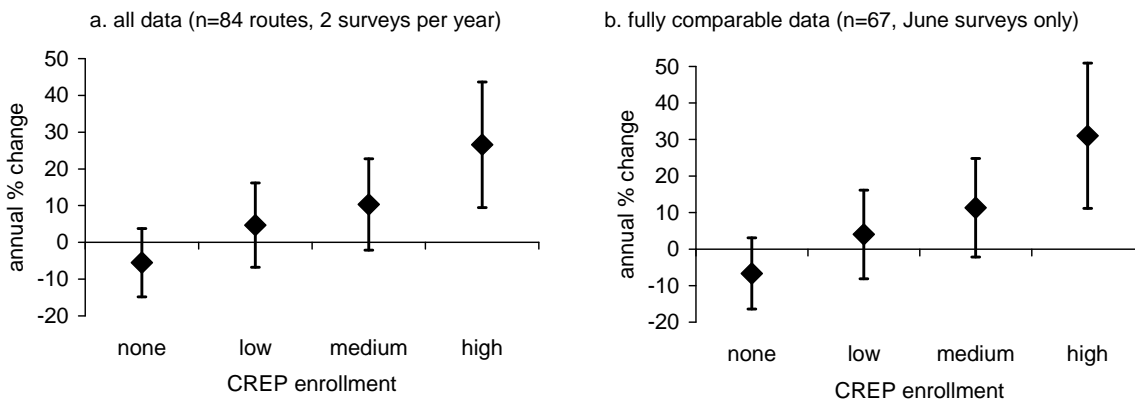 a. all data (n=84 routes, 2 surveys per year)
annual % change
50
40
30
20
10
0
-10
-20
none low medium high
CREP enrollment
b. fully comparable data (n=67, June surveys only)
annual % change
50
40
30
20
10
0
-10
-20
none low medium high
CREP enrollment